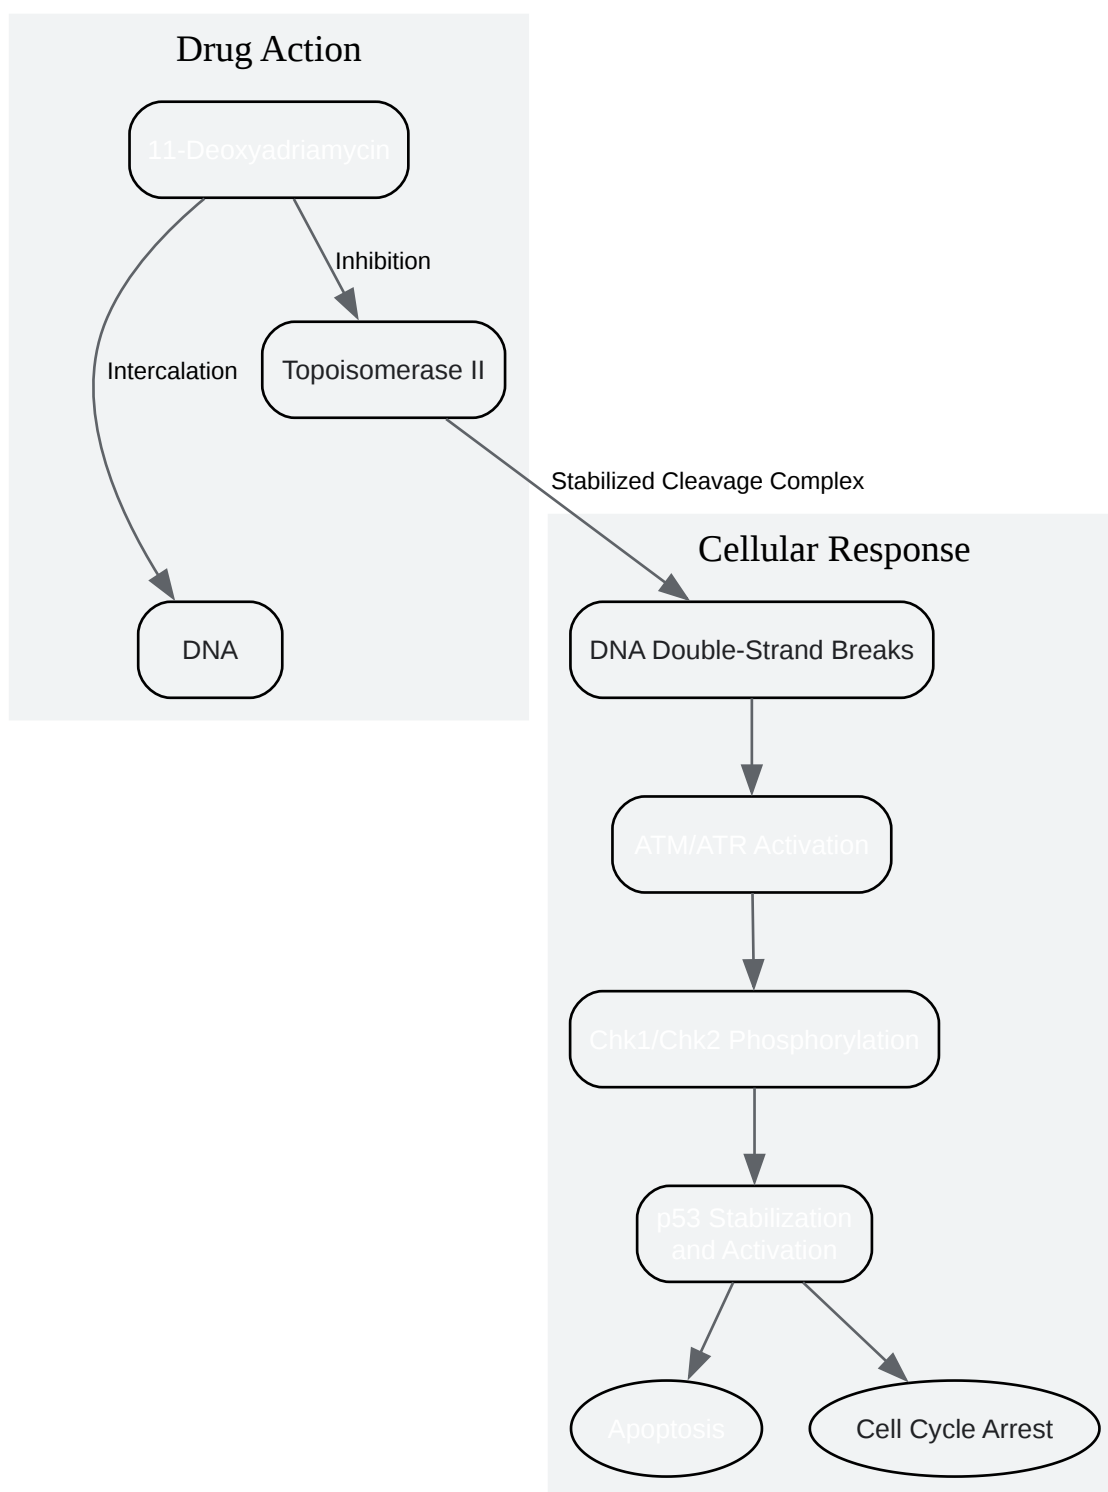 Drug Action
11-Deoxyadriamycin
Inhibition
Topoisomerase II
Intercalation
Stabilized Cleavage Complex
Cellular Response
DNA
DNA Double-Strand Breaks
ATM/ATR Activation
Chk1/Chk2 Phosphorylation
p53 Stabilization
and Activation
Apoptosis
Cell Cycle Arrest